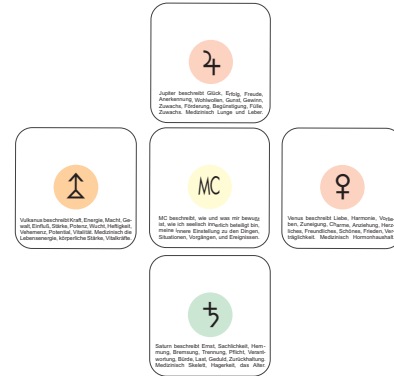 Jupiter beschreibt Glück, Erfolg, Freude,
Anerkennung, Wohlwollen, Gunst, Gewinn,
Zuwachs, Förderung, Begünstigung, Fülle,
Zuwachs. Medizinisch Lunge und Leber.
Vulkanus beschreibt Kraft, Energie, Macht, Ge-
walt, Einfluß, Stärke, Potenz, Wucht, Heftigkeit,
Vehemenz, Potential, Vitalität. Medizinisch die
Lebensenergie, körperliche Stärke, Vitalkräfte.
MC
MC beschreibt, wie und was mir bewußt
ist, wie ich seelisch innerlich beteiligt bin,
meine innere Einstellung zu den Dingen,
Situationen, Vorgängen, und Ereignissen.
Venus beschreibt Liebe, Harmonie, Verlie-
ben, Zuneigung, Charme, Anziehung, Herz-
liches, Freundliches, Schönes, Frieden, Ver-
träglichkeit. Medizinisch Hormonhaushalt
Saturn beschreibt Ernst, Sachlichkeit, Hem-
mung, Bremsung, Trennung, Pflicht, Verant-
wortung, Bürde, Last, Geduld, Zurückhaltung.
Medizinisch Skelett, Hagerkeit, das Alter.